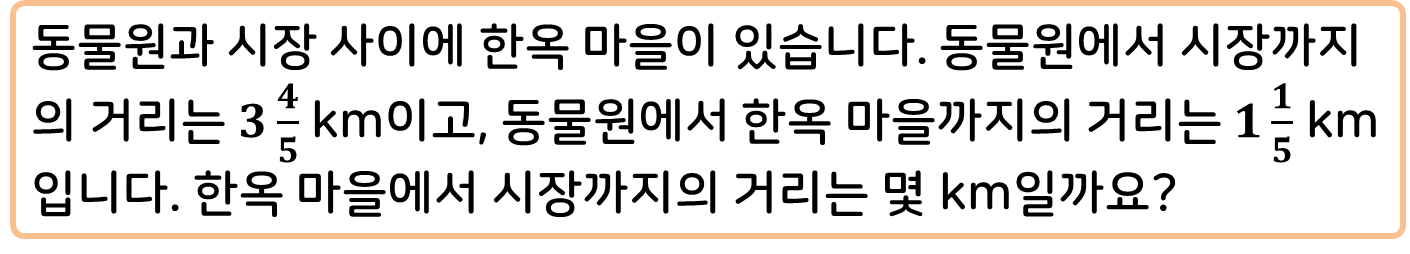 동물원과 시장 사이에 한옥 마을이 있습니다. 동물원에서 시장까지
의 거리는 3 4/5 km이고, 동물원에서 한옥 마을까지의 거리는 1 1/5 km
입니다. 한옥 마을에서 시장까지의 거리는 몇 km일까요?